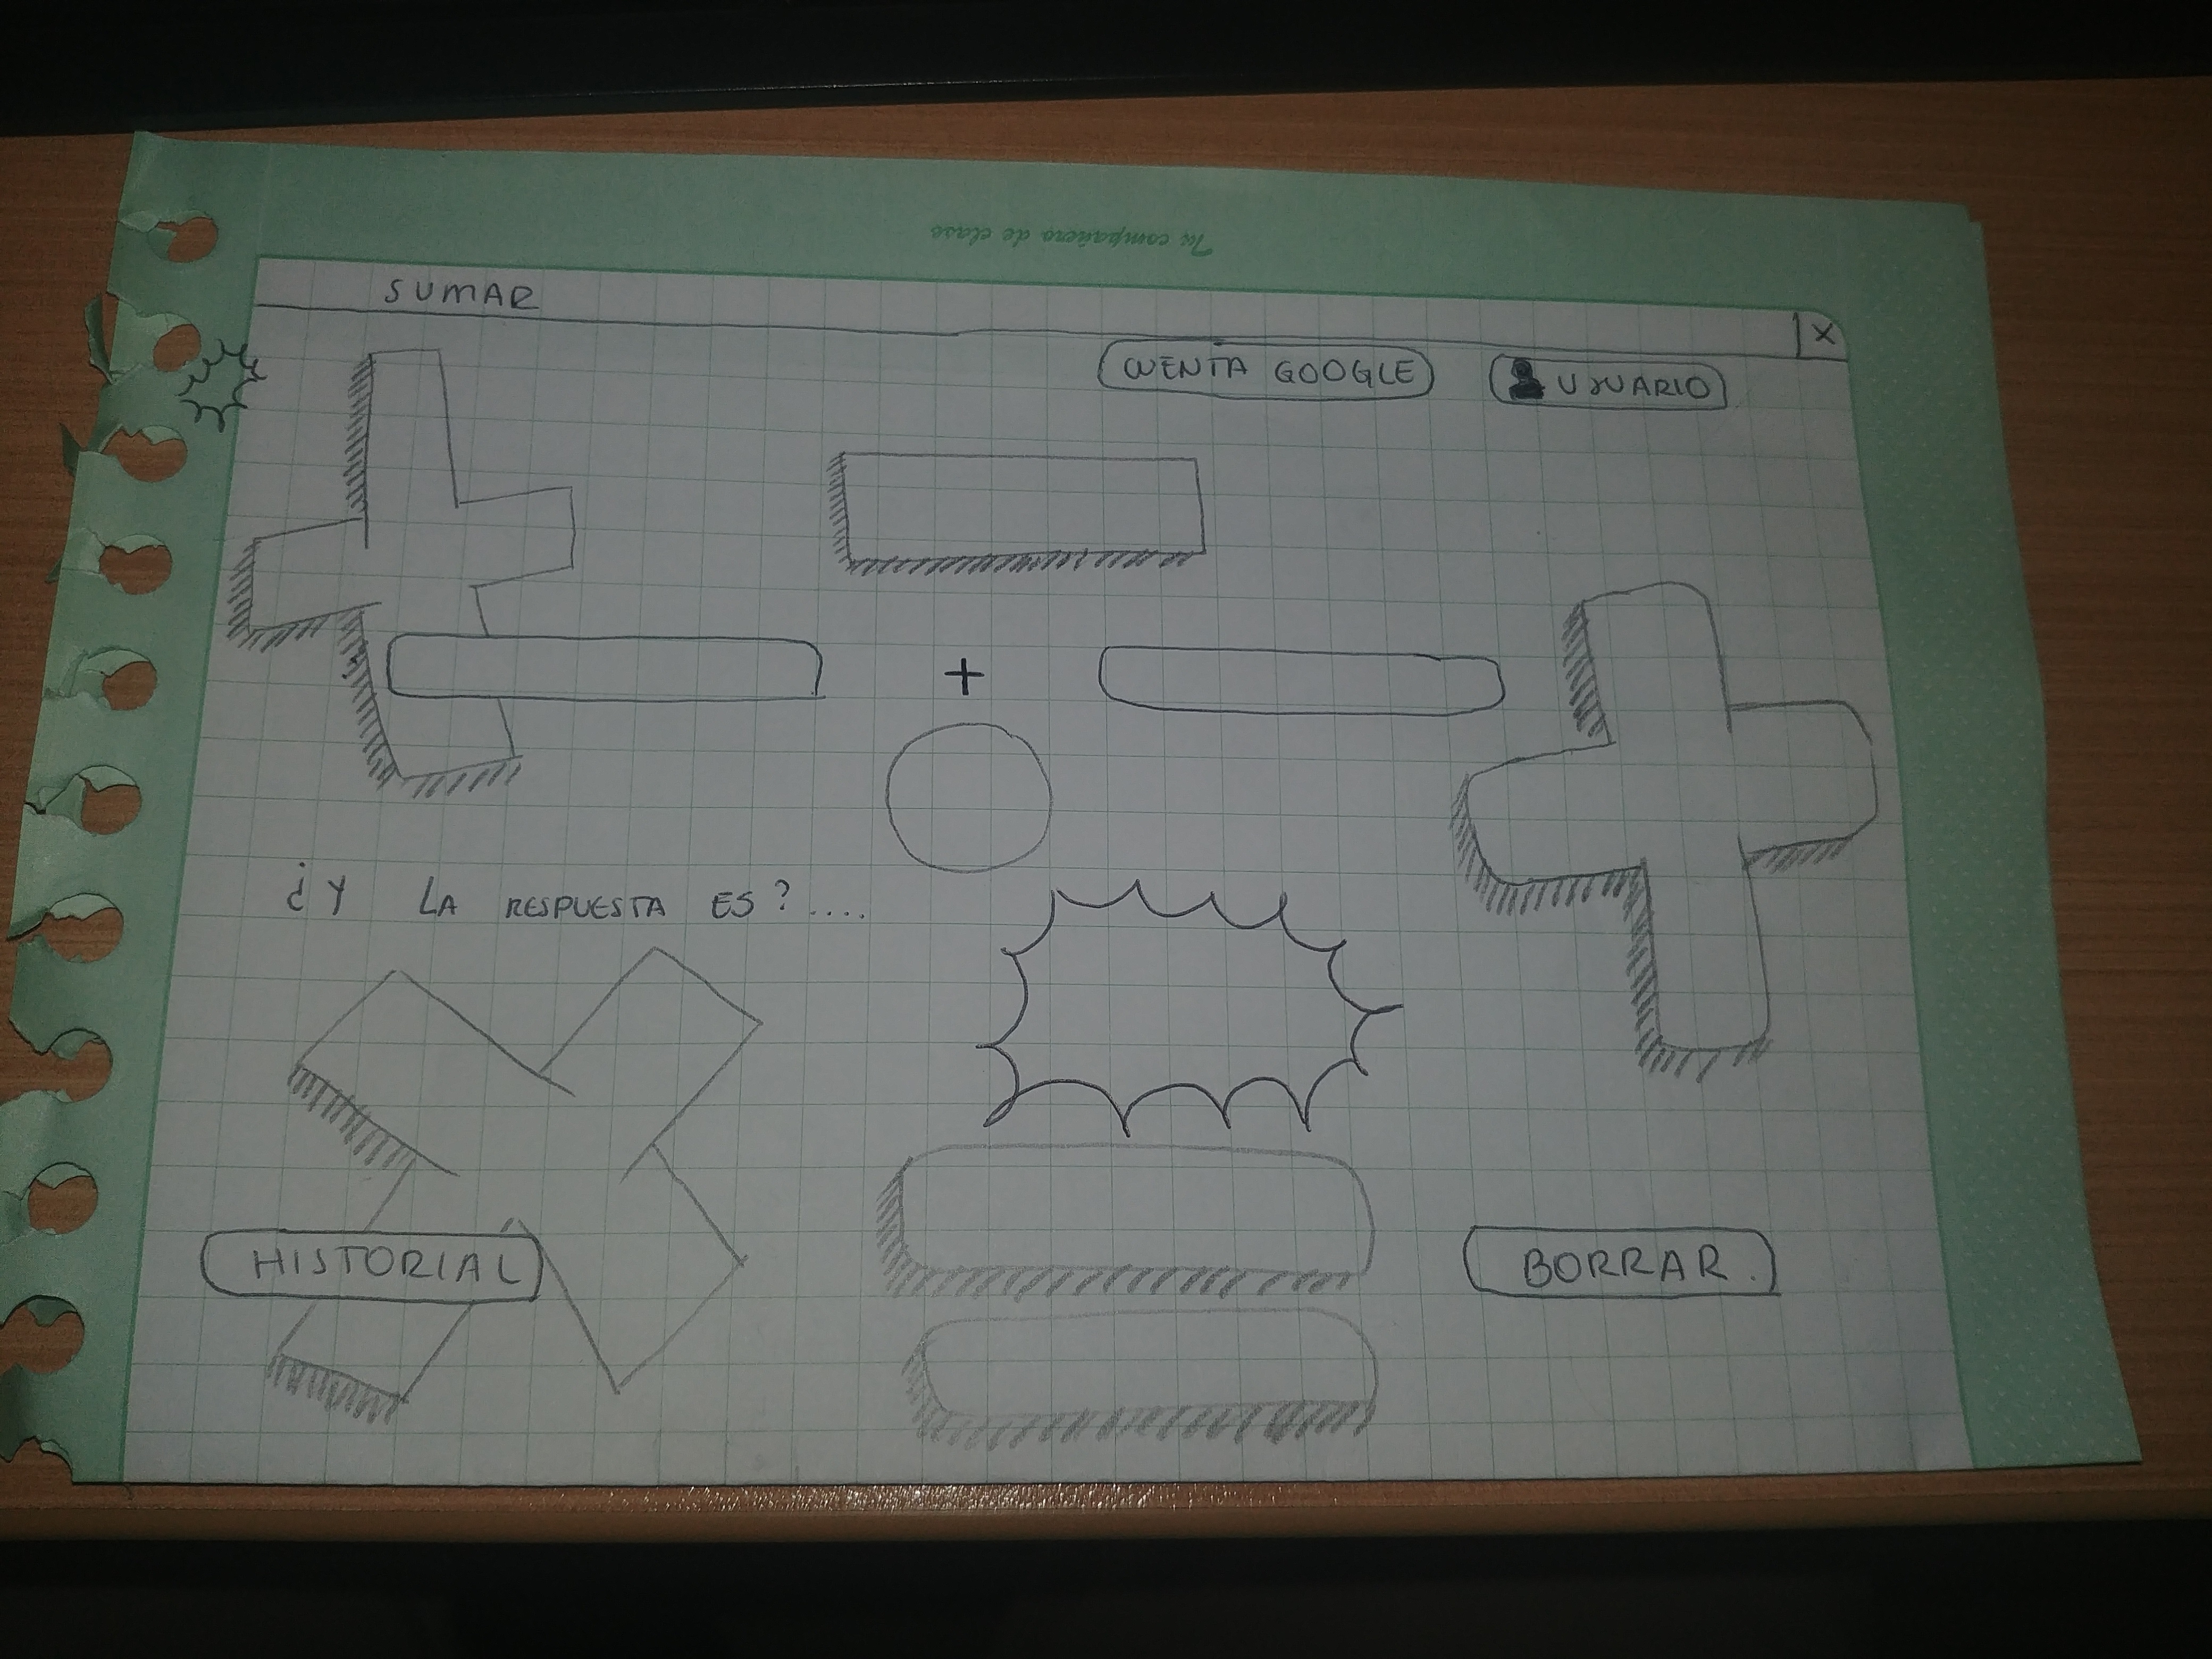 Tu compañero de clase
SUMAR
X
CUENTA GOOGLE
USUARIO
+
¿Y LA RESPUESTA ES?....
HISTORIAL
BORRAR.